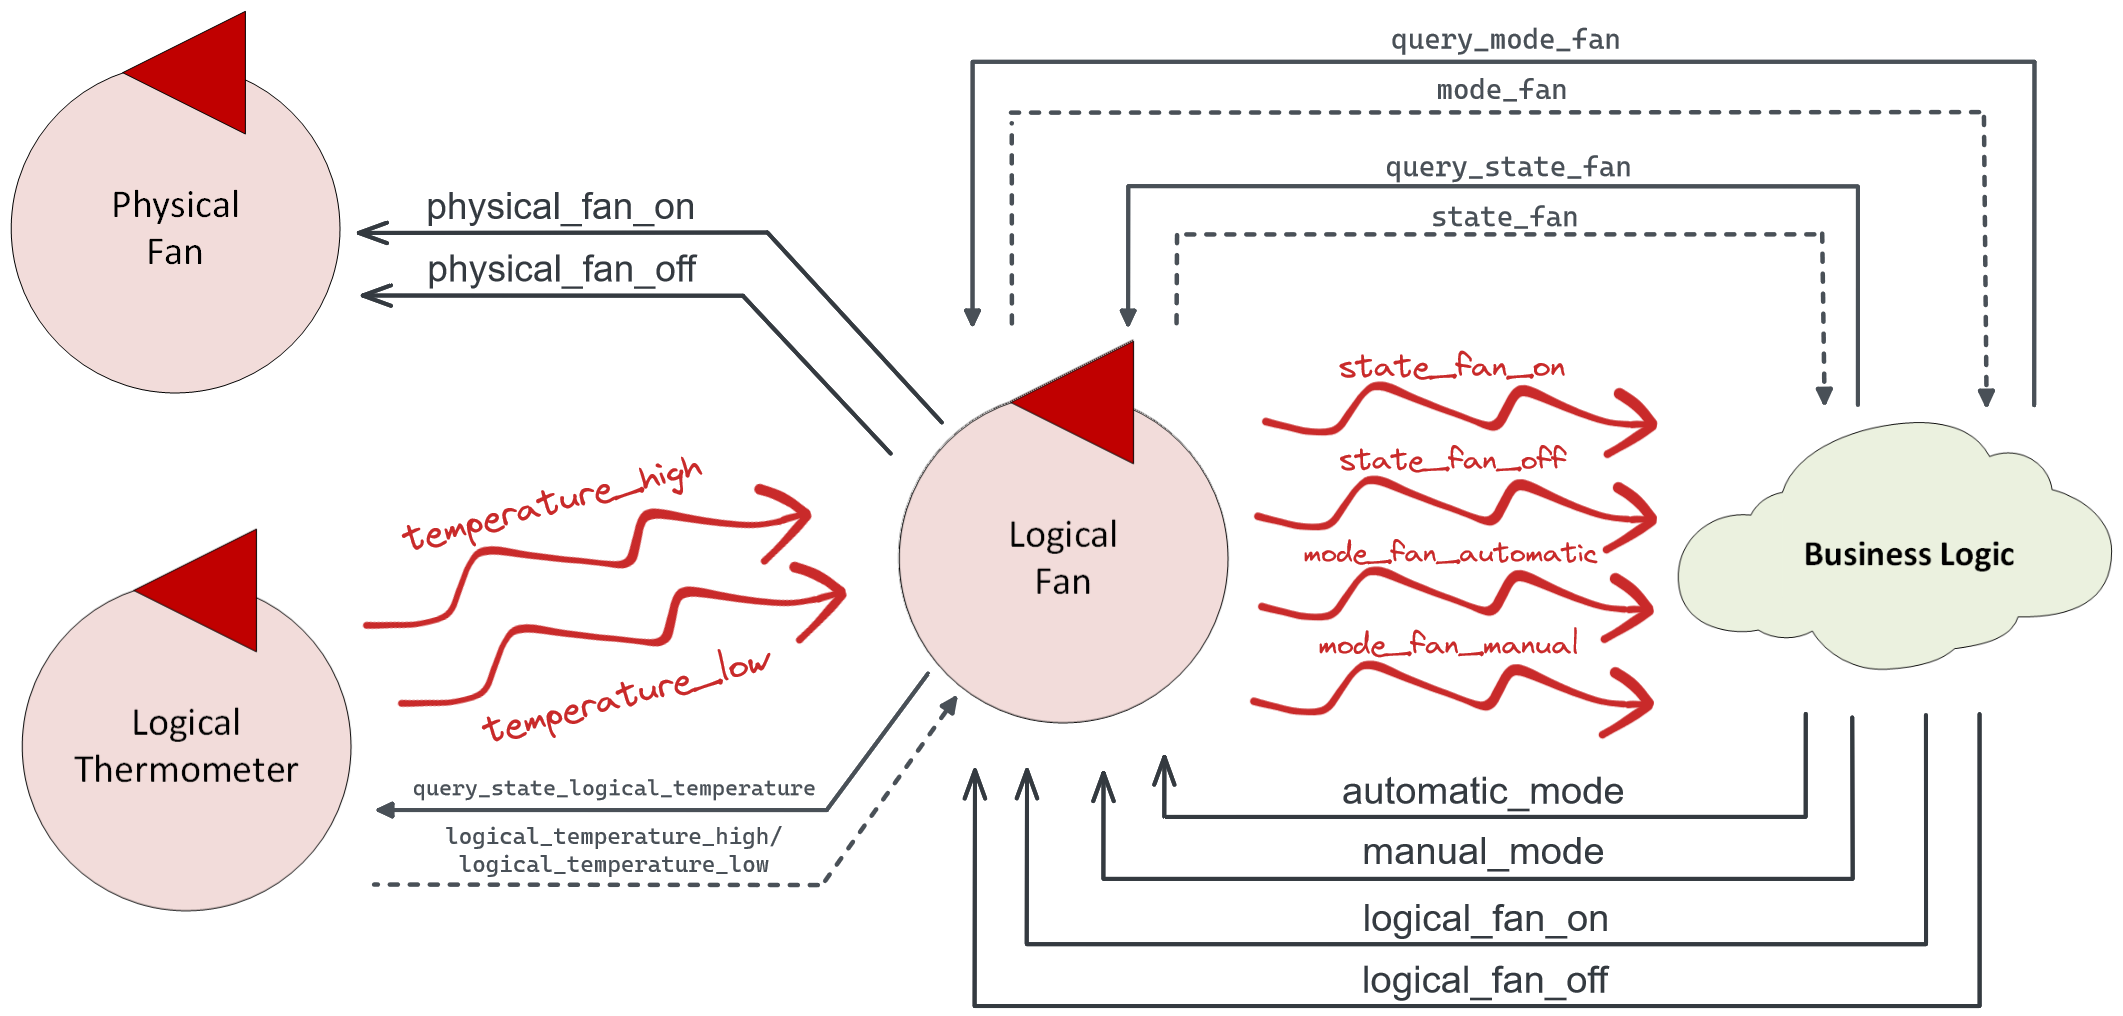 query_mode_fan
mode_fan
query_state_fan
state_fan
Physical
Fan
physical_fan_on
physical_fan_off
state_fan_on
state_fan_off
mode_fan_automatic
mode_fan_manual
temperature_high
temperature_low
Logical
Fan
Business Logic
Logical
Thermometer
query_state_logical_temperature
logical_temperature_high/
logical_temperature_low
automatic_mode
manual_mode
logical_fan_on
logical_fan_off